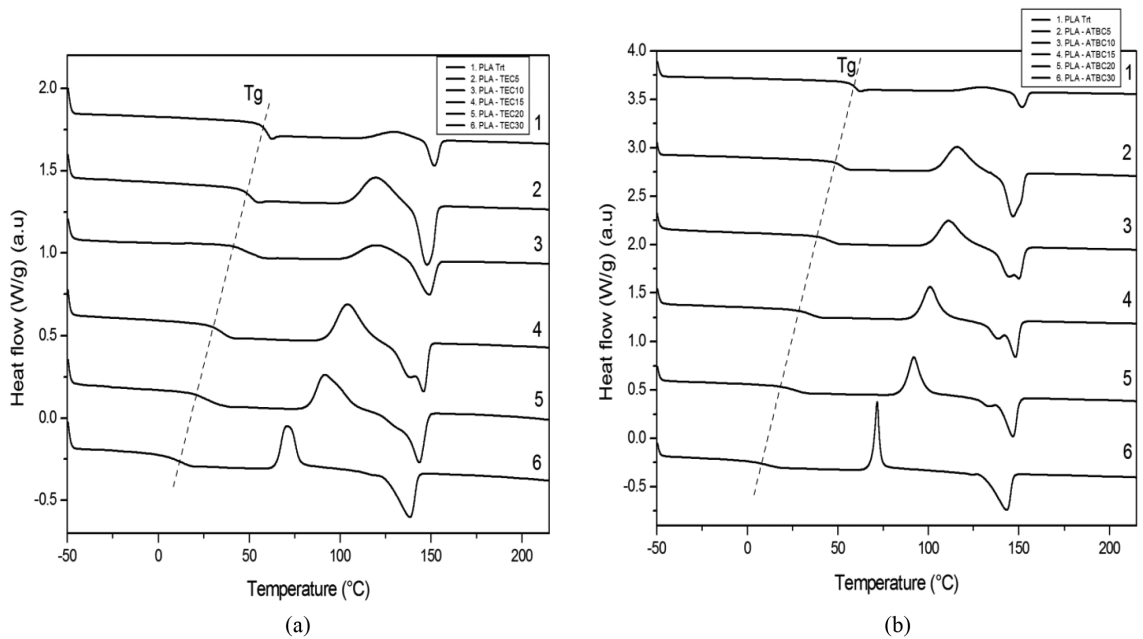 1. PLA Trt
2. PLA - TEC5
3. PLA - TEC10
4. PLA - TEC15
5. PLA - TEC20
6. PLA - TEC30
Tg
2.0
1.5
1.0
0.5
0.0
-0.5
1
2
3
4
5
6
Heat flow (W/g) (a.u)
-50 0 50 100 150 200
Temperature (°C)
(a)
1. PLA Trt
2. PLA - ATBC5
3. PLA - ATBC10
4. PLA - ATBC15
5. PLA - ATBC20
6. PLA - ATBC30
Tg
4.0
3.5
3.0
2.5
2.0
1.5
1.0
0.5
0.0
-0.5
1
2
3
4
5
6
Heat flow (W/g) (a.u)
-50 0 50 100 150 200
Temperature (°C)
(b)